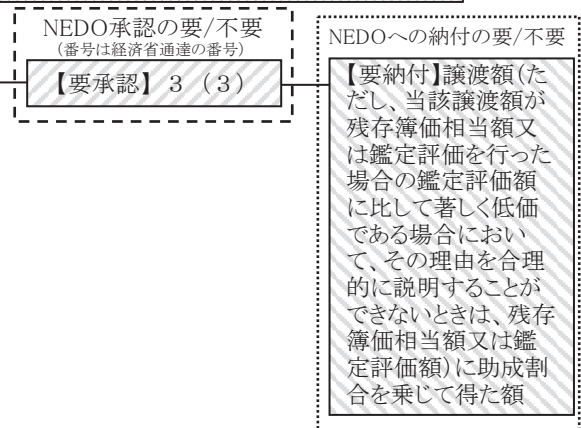 NEDO承認の要/不要
(番号は経済省通達の番号)
【要承認】 3 (3)
NEDOへの納付の要/不要
【要納付】譲渡額(た
だし、当該譲渡額が
残存簿価相当額又
は鑑定評価を行った
場合の鑑定評価額
に比して著しく低価
である場合におい
て、その理由を合理
的に説明することが
できないときは、残存
簿価相当額又は鑑
定評価額)に助成割
合を乗じて得た額